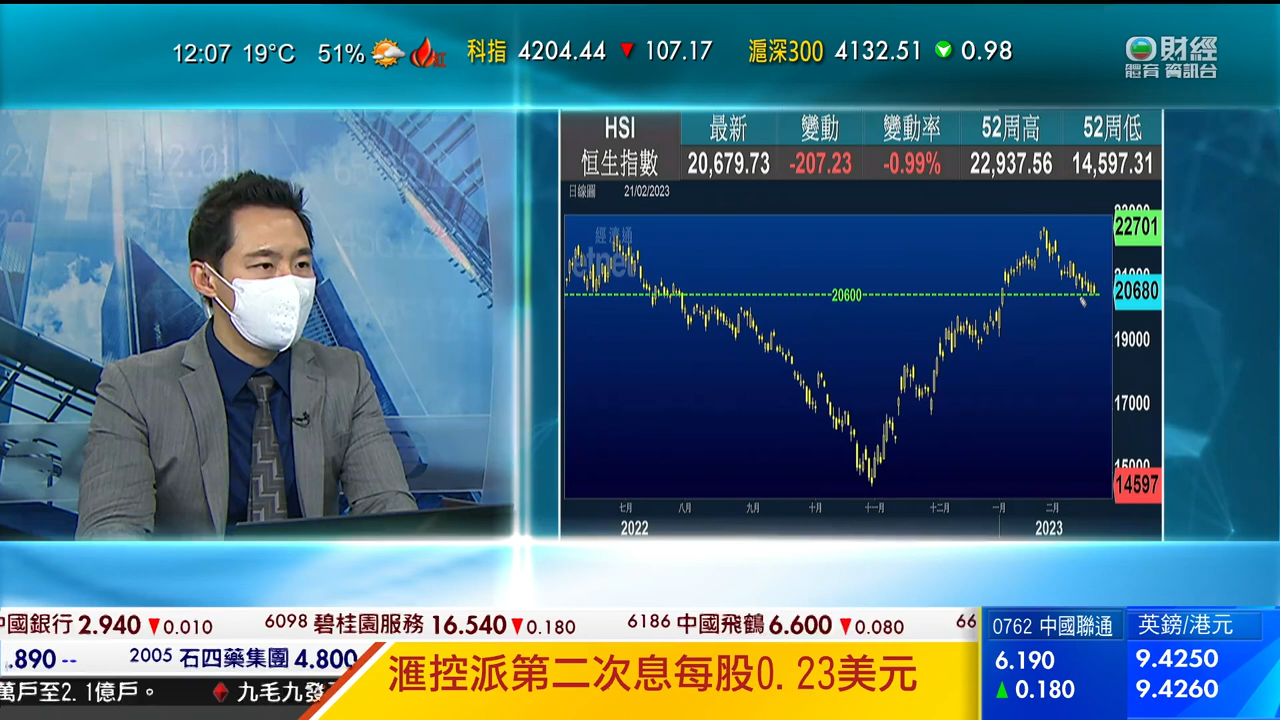 12:07 19°C 51% 科指 4204.44 ▼ 107.17 滬深300 4132.51 0.98
財經
體育 資訊台
HSI 最新 變動 變動率 52周高 52周低
恒生指數 20,679.73 -207.23 -0.99% 22,937.56 14,597.31
日線圖 21/02/2023
經濟通
etnet
22701
20680
20600
19000
17000
15000
14597
七月 八月 九月 十月 十一月 十二月 一月 二月
2022 2023
國銀行 2.940 ▼0.010 6098 碧桂園服務 16.540 ▼0.180 6186 中國飛鶴 6.600 ▼0.080 66
.890 -- 2005 石四藥集團 4.800
萬戶至2.1億戶。 九毛九發
滙控派第二次息每股0.23美元
0762 中國聯通
6.190
▲ 0.180
英鎊/港元
9.4250
9.4260